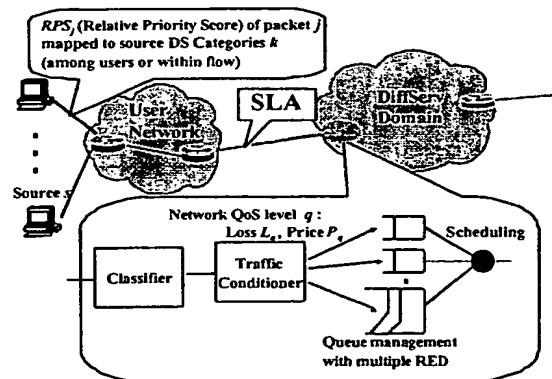 RPS_j (Relative Priority Score) of packet j
mapped to source DS Categories k
(among users or within flow)
SLA
User
Network
DiffServ
Domain
Source s
Network QoS level q :
Loss L_q, Price P_q
Scheduling
Classifier
Traffic
Conditioner
Queue management
with multiple RED